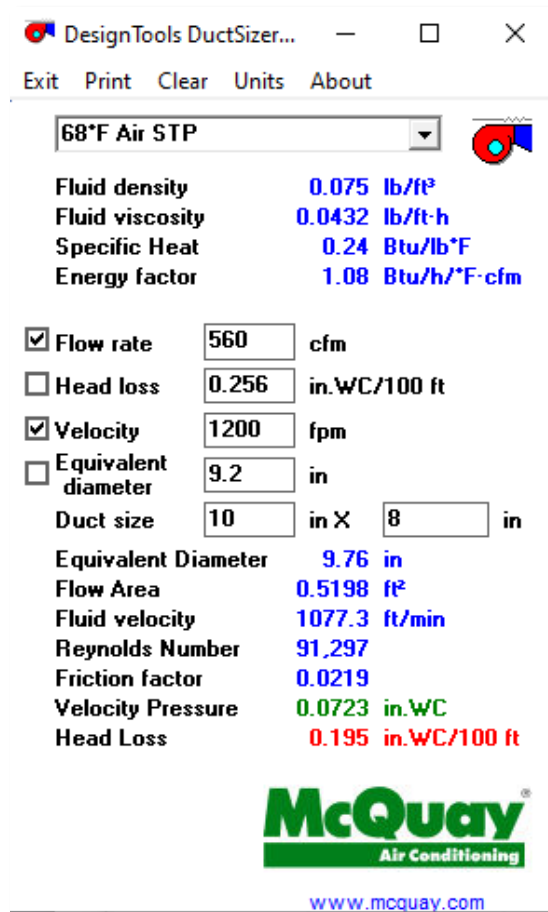 DesignTools DuctSizer...
Exit Print Clear Units About
68*F Air STP
Fluid density 0.075 lb/ft³
Fluid viscosity 0.0432 lb/ft·h
Specific Heat 0.24 Btu/lb*F
Energy factor 1.08 Btu/h/*F·cfm
Flow rate 560 cfm
Head loss 0.256 in.WC/100 ft
Velocity 1200 fpm
Equivalent
diameter 9.2 in
Duct size 10 in X 8 in
Equivalent Diameter 9.76 in
Flow Area 0.5198 ft²
Fluid velocity 1077.3 ft/min
Reynolds Number 91,297
Friction factor 0.0219
Velocity Pressure 0.0723 in.WC
Head Loss 0.195 in.WC/100 ft
McQuay®
Air Conditioning
www.mcquay.com